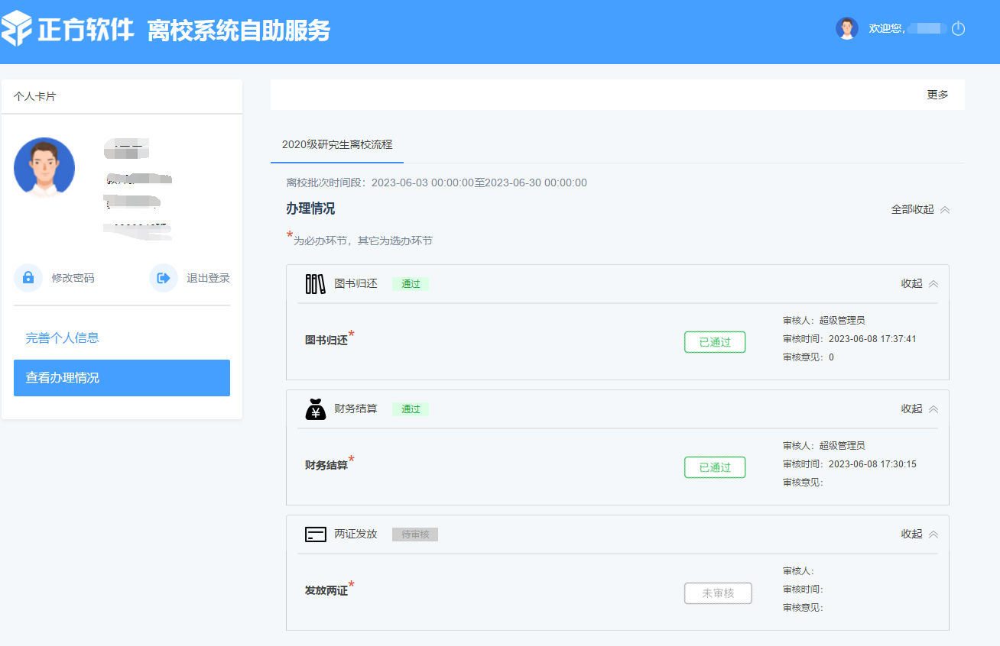 正方软件 离校系统自助服务
欢迎您,
个人卡片
更多
修改密码
退出登录
完善个人信息
查看办理情况
2020级研究生离校流程
离校批次时间段：2023-06-03 00:00:00至2023-06-30 00:00:00
办理情况
全部收起
*为必办环节，其它为选办环节
图书归还 通过
收起
图书归还*
已通过
审核人：超级管理员
审核时间：2023-06-08 17:37:41
审核意见：0
财务结算 通过
收起
财务结算*
已通过
审核人：超级管理员
审核时间：2023-06-08 17:30:15
审核意见：
两证发放 待审核
收起
发放两证*
未审核
审核人：
审核时间：
审核意见：